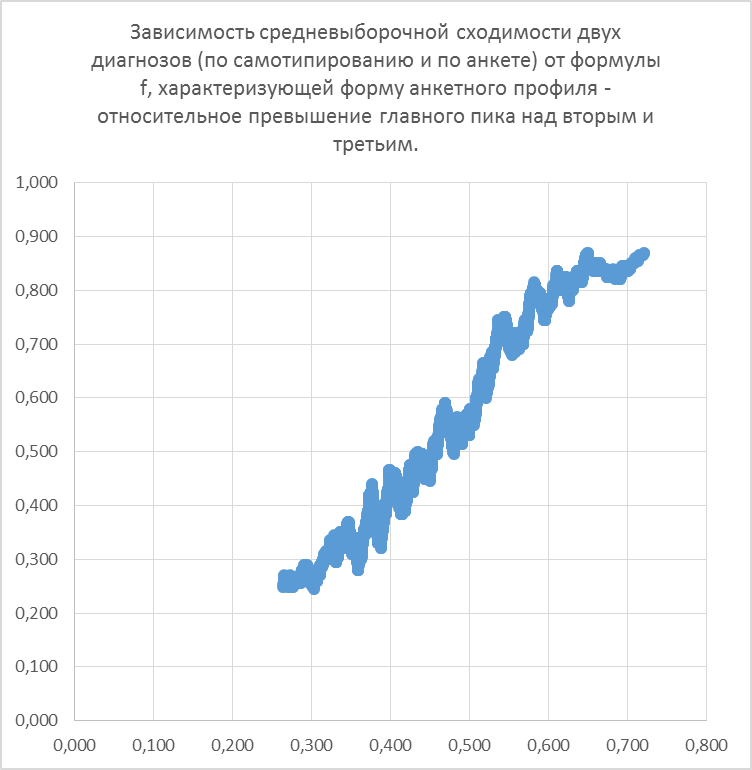 Зависимость средневыборочной сходимости двух
диагнозов (по самотипированию и по анкете) от формулы
f, характеризующей форму анкетного профиля -
относительное превышение главного пика над вторым и
третьим.
1,000
0,900
0,800
0,700
0,600
0,500
0,400
0,300
0,200
0,100
0,000
0,000 0,100 0,200 0,300 0,400 0,500 0,600 0,700 0,800